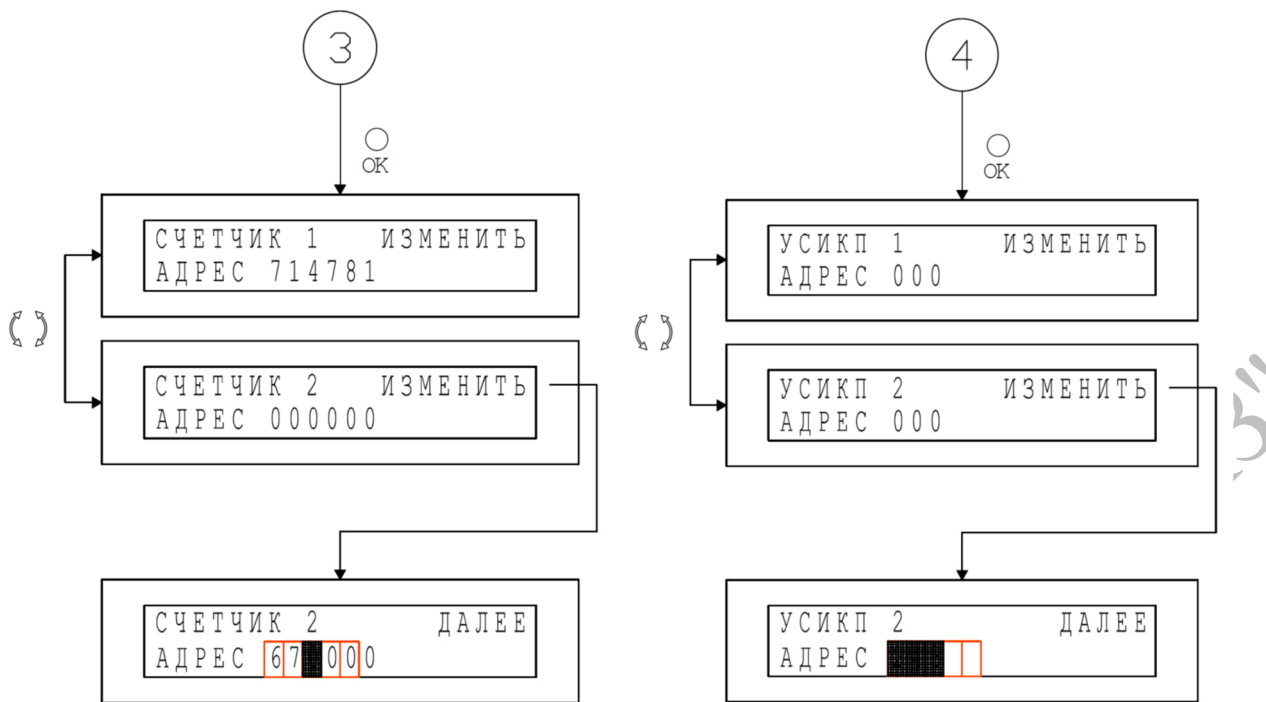 3
OK
СЧЕТЧИК 1 ИЗМЕНИТЬ
АДРЕС 714781
СЧЕТЧИК 2 ИЗМЕНИТЬ
АДРЕС 000000
СЧЕТЧИК 2 ДАЛЕЕ
АДРЕС 67 000
4
OK
УСИКП 1 ИЗМЕНИТЬ
АДРЕС 000
УСИКП 2 ИЗМЕНИТЬ
АДРЕС 000
УСИКП 2 ДАЛЕЕ
АДРЕС